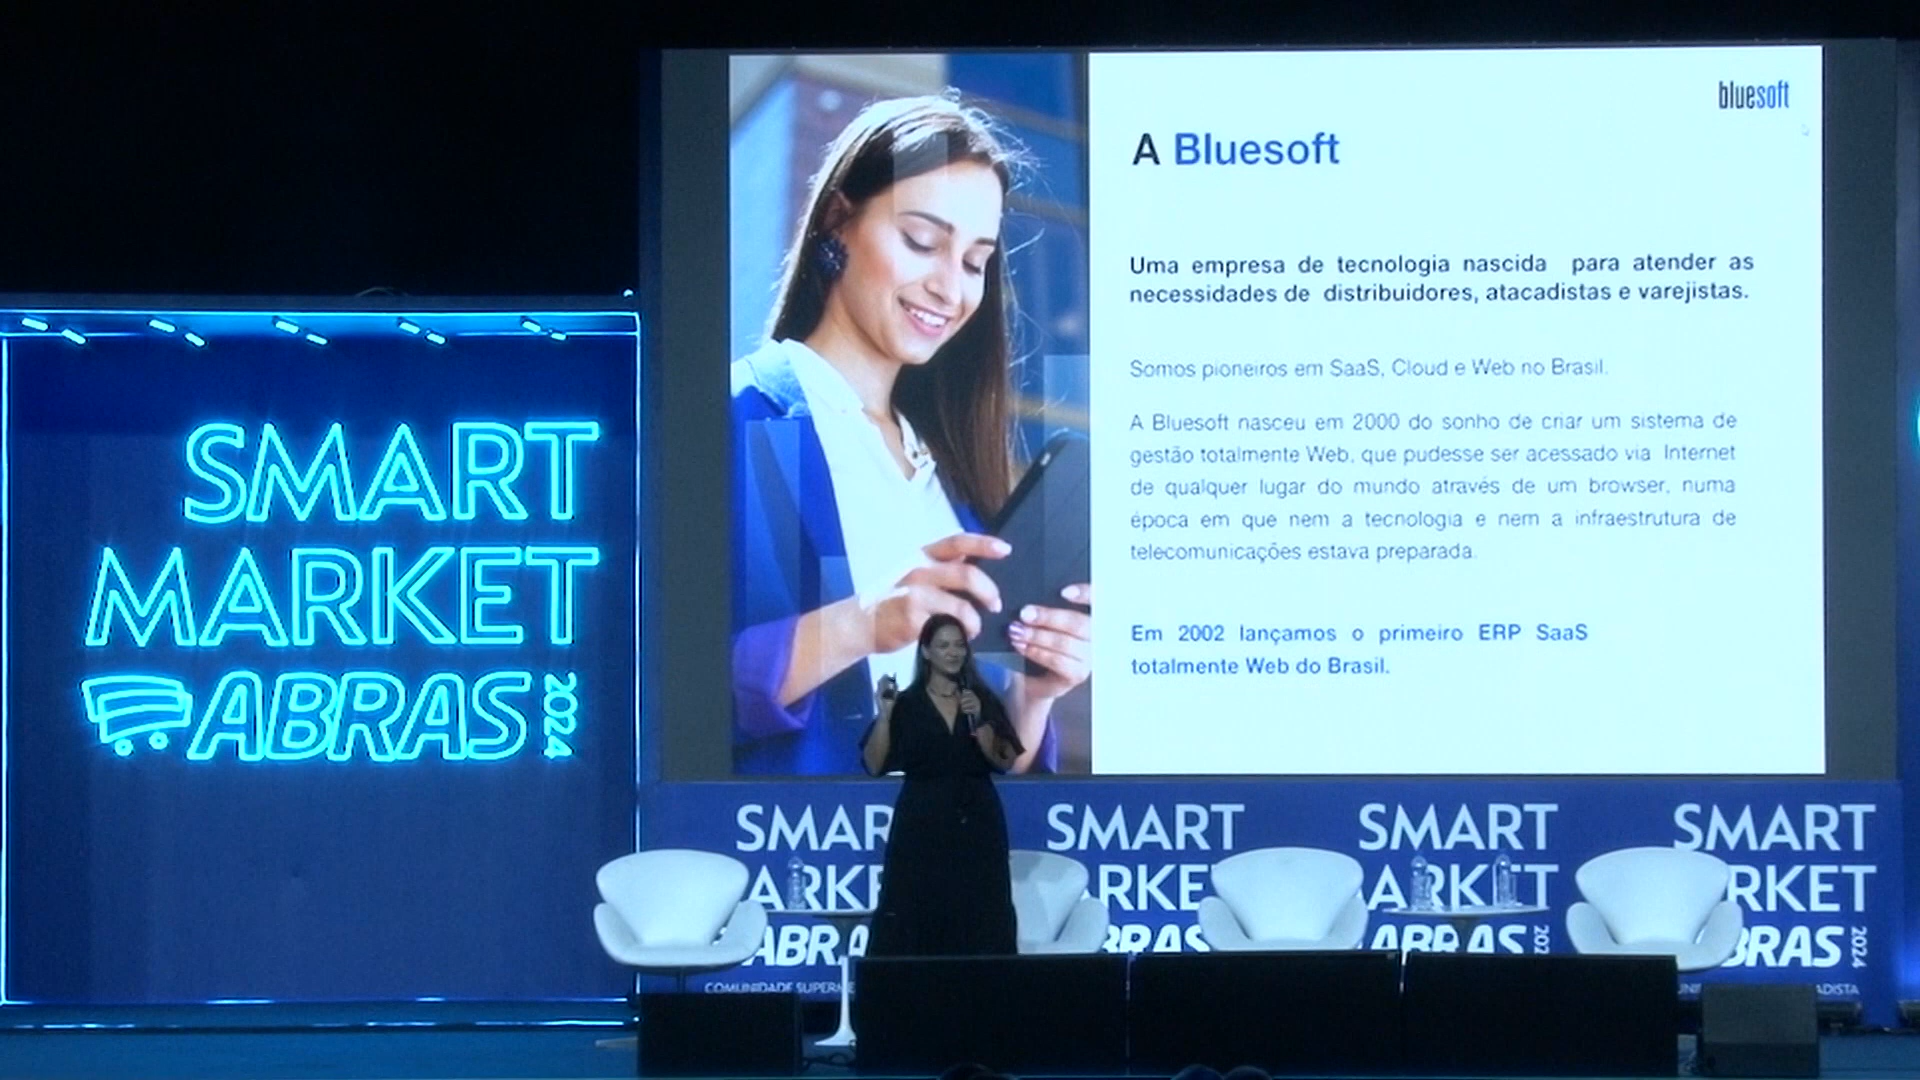 bluesoft
A Bluesoft
Uma empresa de tecnologia nascida para atender as
necessidades de distribuidores, atacadistas e varejistas.
Somos pioneiros em SaaS, Cloud e Web no Brasil.
A Bluesoft nasceu em 2000 do sonho de criar um sistema de
gestão totalmente Web, que pudesse ser acessado via Internet
de qualquer lugar do mundo através de um browser, numa
época em que nem a tecnologia e nem a infraestrutura de
telecomunicações estava preparada.
Em 2002 lançamos o primeiro ERP SaaS
totalmente Web do Brasil.
SMART
MARKET
ABRAS 2024
SMART SMART SMART
ABRAS 2024
COMUNIDADE